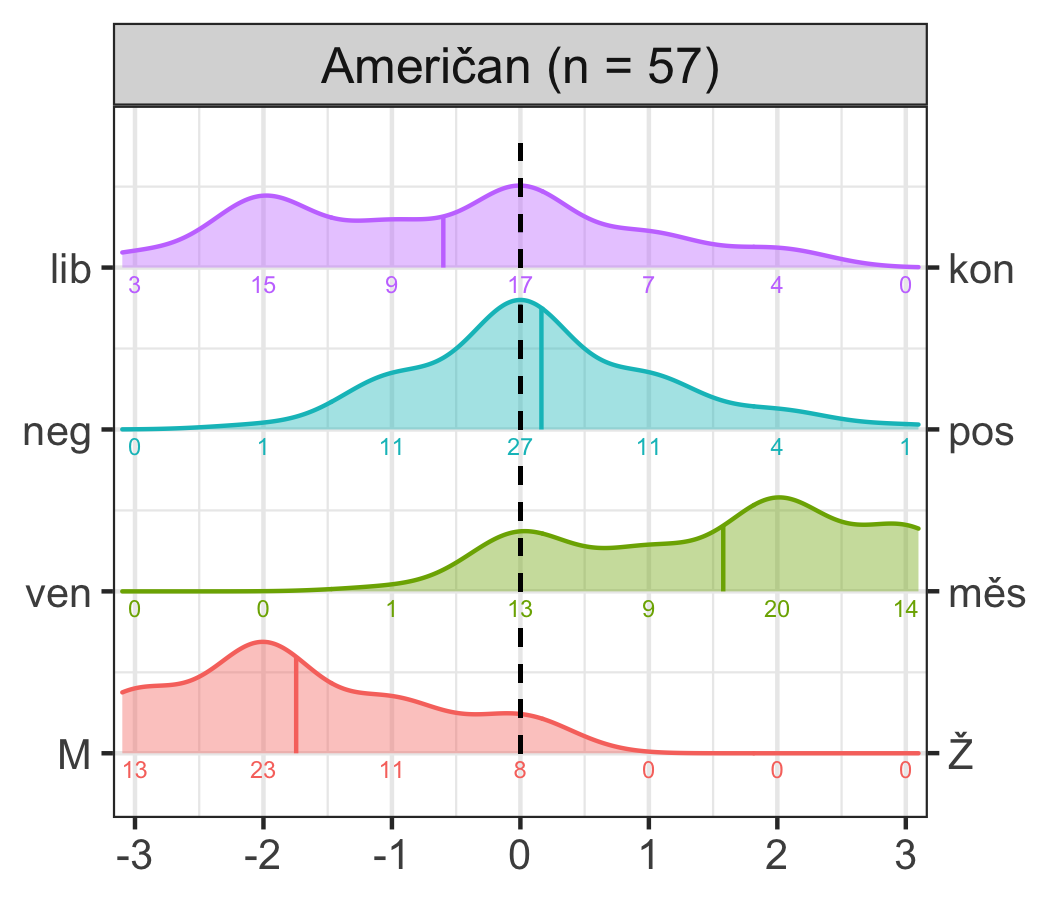 Američan (n = 57)
lib kon
3 15 9 17 7 4 0
neg pos
0 1 11 27 11 4 1
ven měs
0 0 1 13 9 20 14
M Ž
13 23 11 8 0 0 0
-3 -2 -1 0 1 2 3